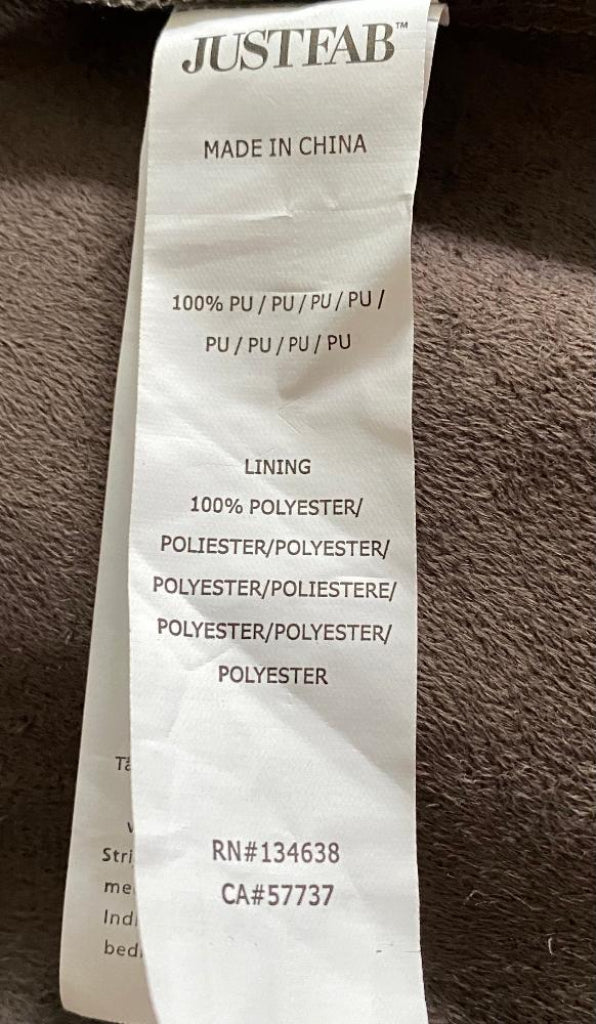 JUSTFAB™
MADE IN CHINA
100% PU / PU / PU / PU /
PU / PU / PU / PU
LINING
100% POLYESTER/
POLIESTER/POLYESTER/
POLYESTER/POLIESTERE/
POLYESTER/POLYESTER/
POLYESTER
RN#134638
CA#57737